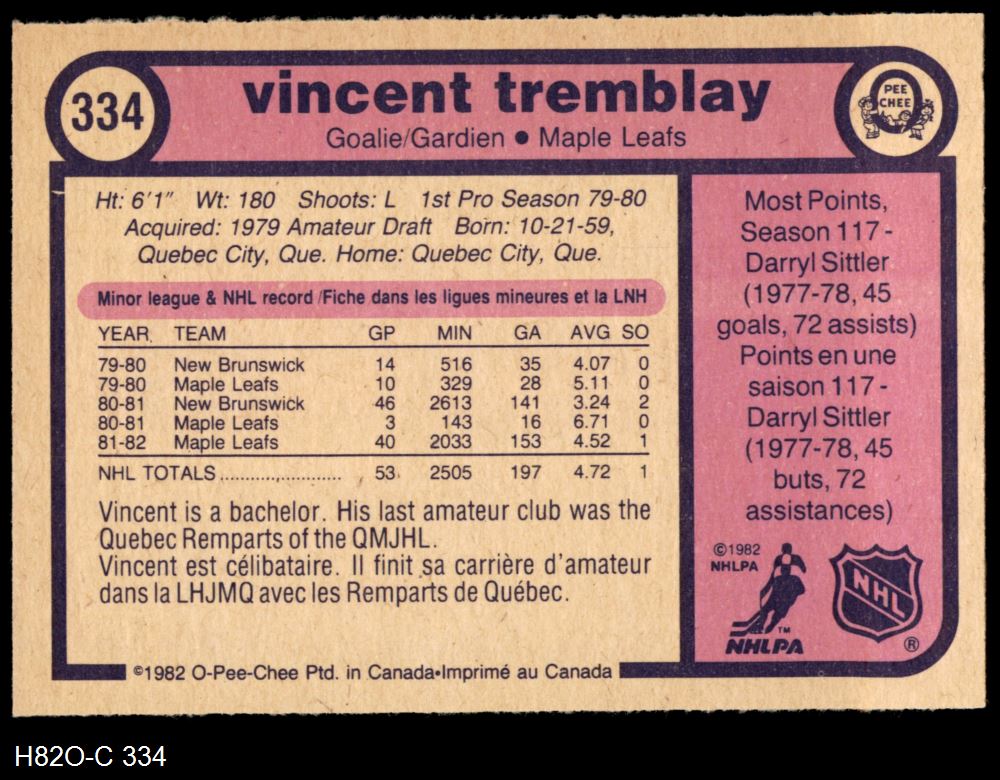 334
vincent tremblay
Goalie/Gardien • Maple Leafs
PEE
CHEE
Ht: 6'1" Wt: 180 Shoots: L 1st Pro Season 79-80
Acquired: 1979 Amateur Draft Born: 10-21-59,
Quebec City, Que. Home: Quebec City, Que.
Minor league & NHL record/Fiche dans les ligues mineures et la LNH
YEAR TEAM GP MIN GA AVG SO
79-80 New Brunswick 14 516 35 4.07 0
79-80 Maple Leafs 10 329 28 5.11 0
80-81 New Brunswick 46 2613 141 3.24 2
80-81 Maple Leafs 3 143 16 6.71 0
81-82 Maple Leafs 40 2033 153 4.52 1
NHL TOTALS........................ 53 2505 197 4.72 1
Vincent is a bachelor. His last amateur club was the
Quebec Remparts of the QMJHL.
Vincent est célibataire. Il finit sa carrière d'amateur
dans la LHJMQ avec les Remparts de Québec.
©1982 O-Pee-Chee Ptd. in Canada•Imprimé au Canada
Most Points,
Season 117 -
Darryl Sittler
(1977-78, 45
goals, 72 assists)
Points en une
saison 117 -
Darryl Sittler
(1977-78, 45
buts, 72
assistances)
©1982
NHLPA
TM
NHLPA
NHL
®
H82O-C 334